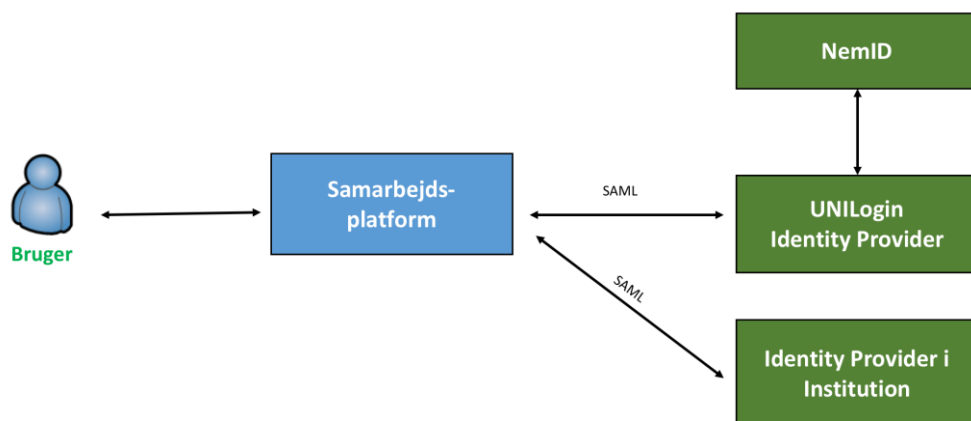 NemID
Samarbejds-
platform
SAML
UNILogin
Identity Provider
Bruger
SAML
Identity Provider i
Institution